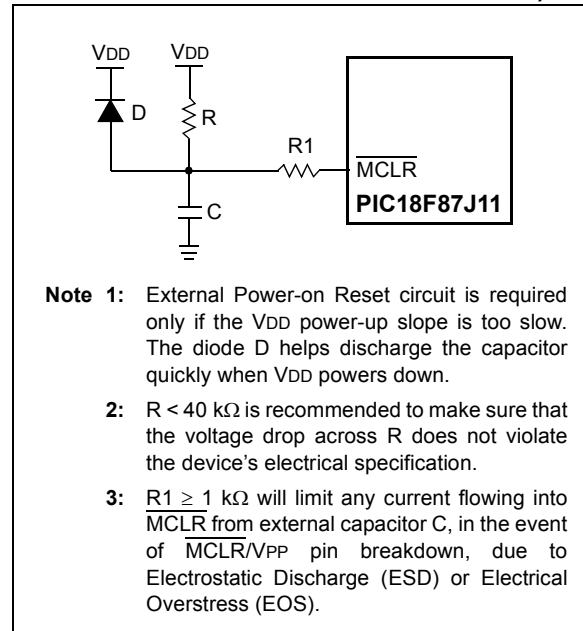 VDD VDD
D
R
R1
MCLR
PIC18F87J11
C
Note 1: External Power-on Reset circuit is required
only if the VDD power-up slope is too slow.
The diode D helps discharge the capacitor
quickly when VDD powers down.
2: R < 40 kΩ is recommended to make sure that
the voltage drop across R does not violate
the device's electrical specification.
3: R1 ≥ 1 kΩ will limit any current flowing into
MCLR from external capacitor C, in the event
of MCLR/VPP pin breakdown, due to
Electrostatic Discharge (ESD) or Electrical
Overstress (EOS).